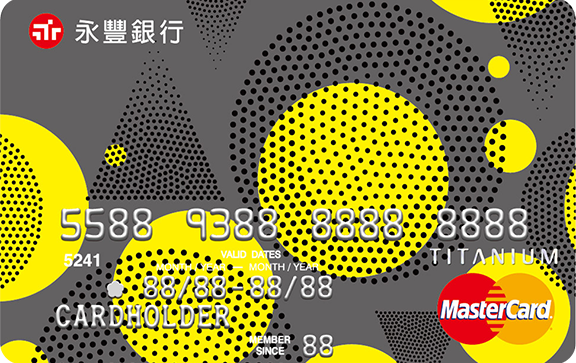 永豐銀行
5588 9388 8888 8888
TITANIUM
5241
VALID DATES
MONTH / YEAR
88/88-88/88
CARDHOLDER
MasterCard
MEMBER
SINCE 88